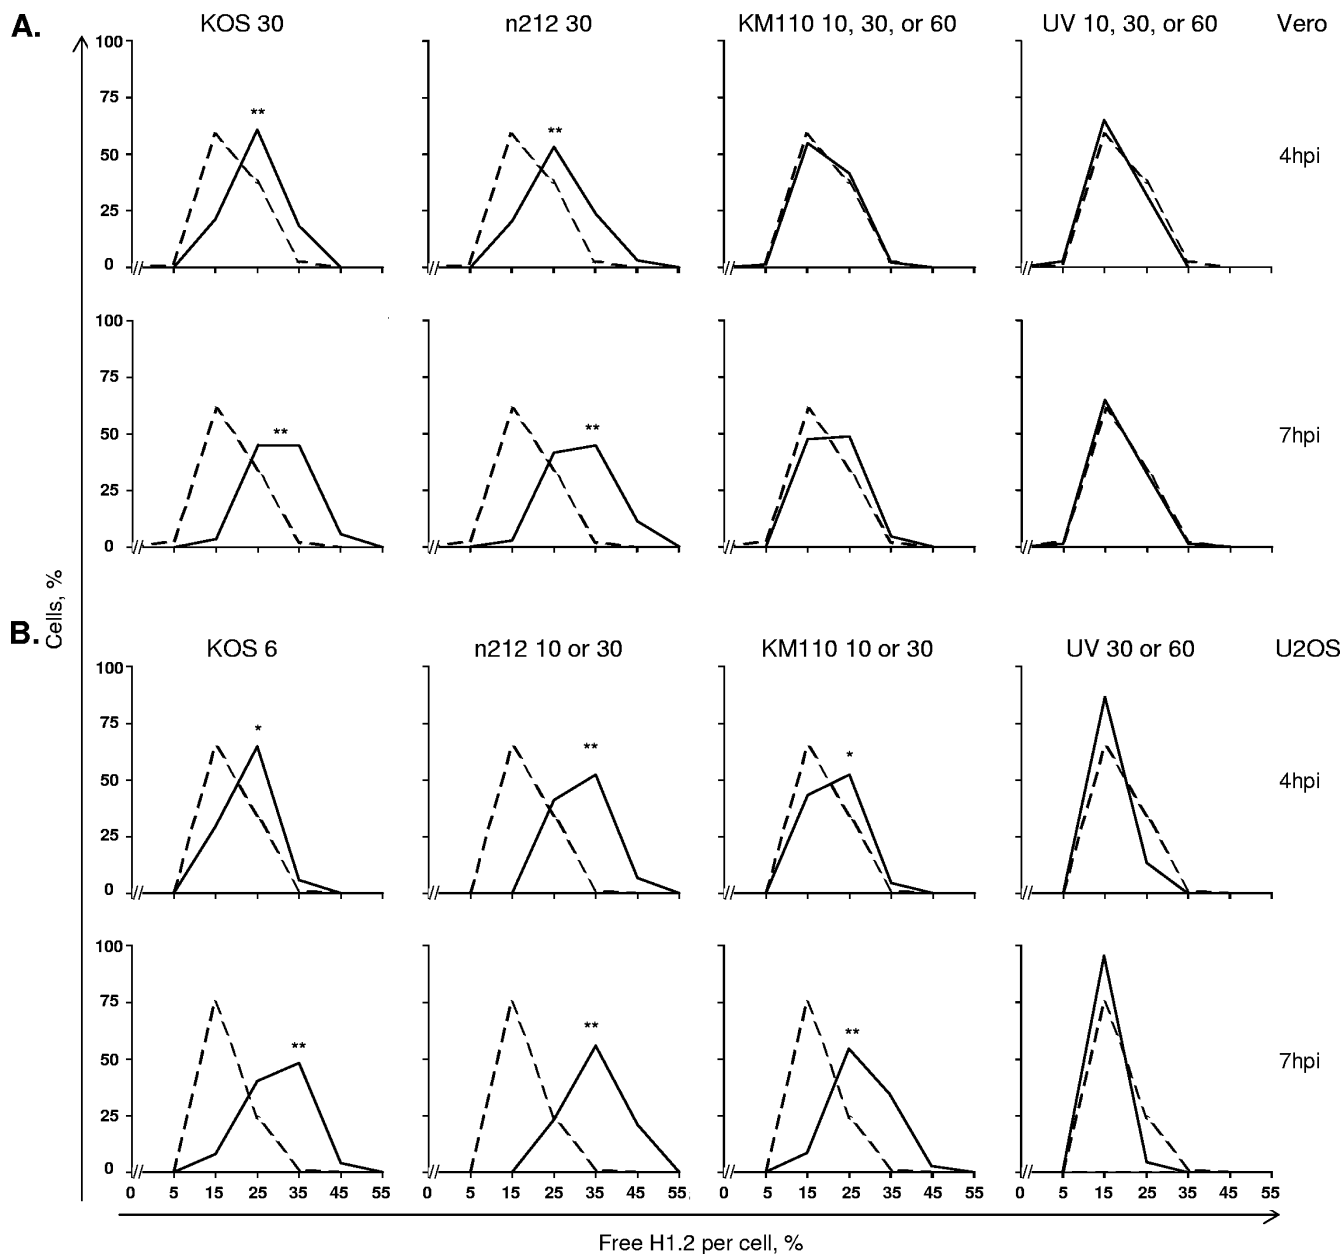 A.
KOS 30 n212 30 KM110 10, 30, or 60 UV 10, 30, or 60 Vero
100
75
** **
50 4hpi
25
0
100
75
** **
50 7hpi
25
0
Cells, %
B.
KOS 6 n212 10 or 30 KM110 10 or 30 UV 30 or 60 U2OS
100
75
* ** *
50 4hpi
25
0
100
75
** ** **
50 7hpi
25
0
0 5 15 25 35 45 55 0 5 15 25 35 45 55 0 5 15 25 35 45 55 0 5 15 25 35 45 55
Free H1.2 per cell, %